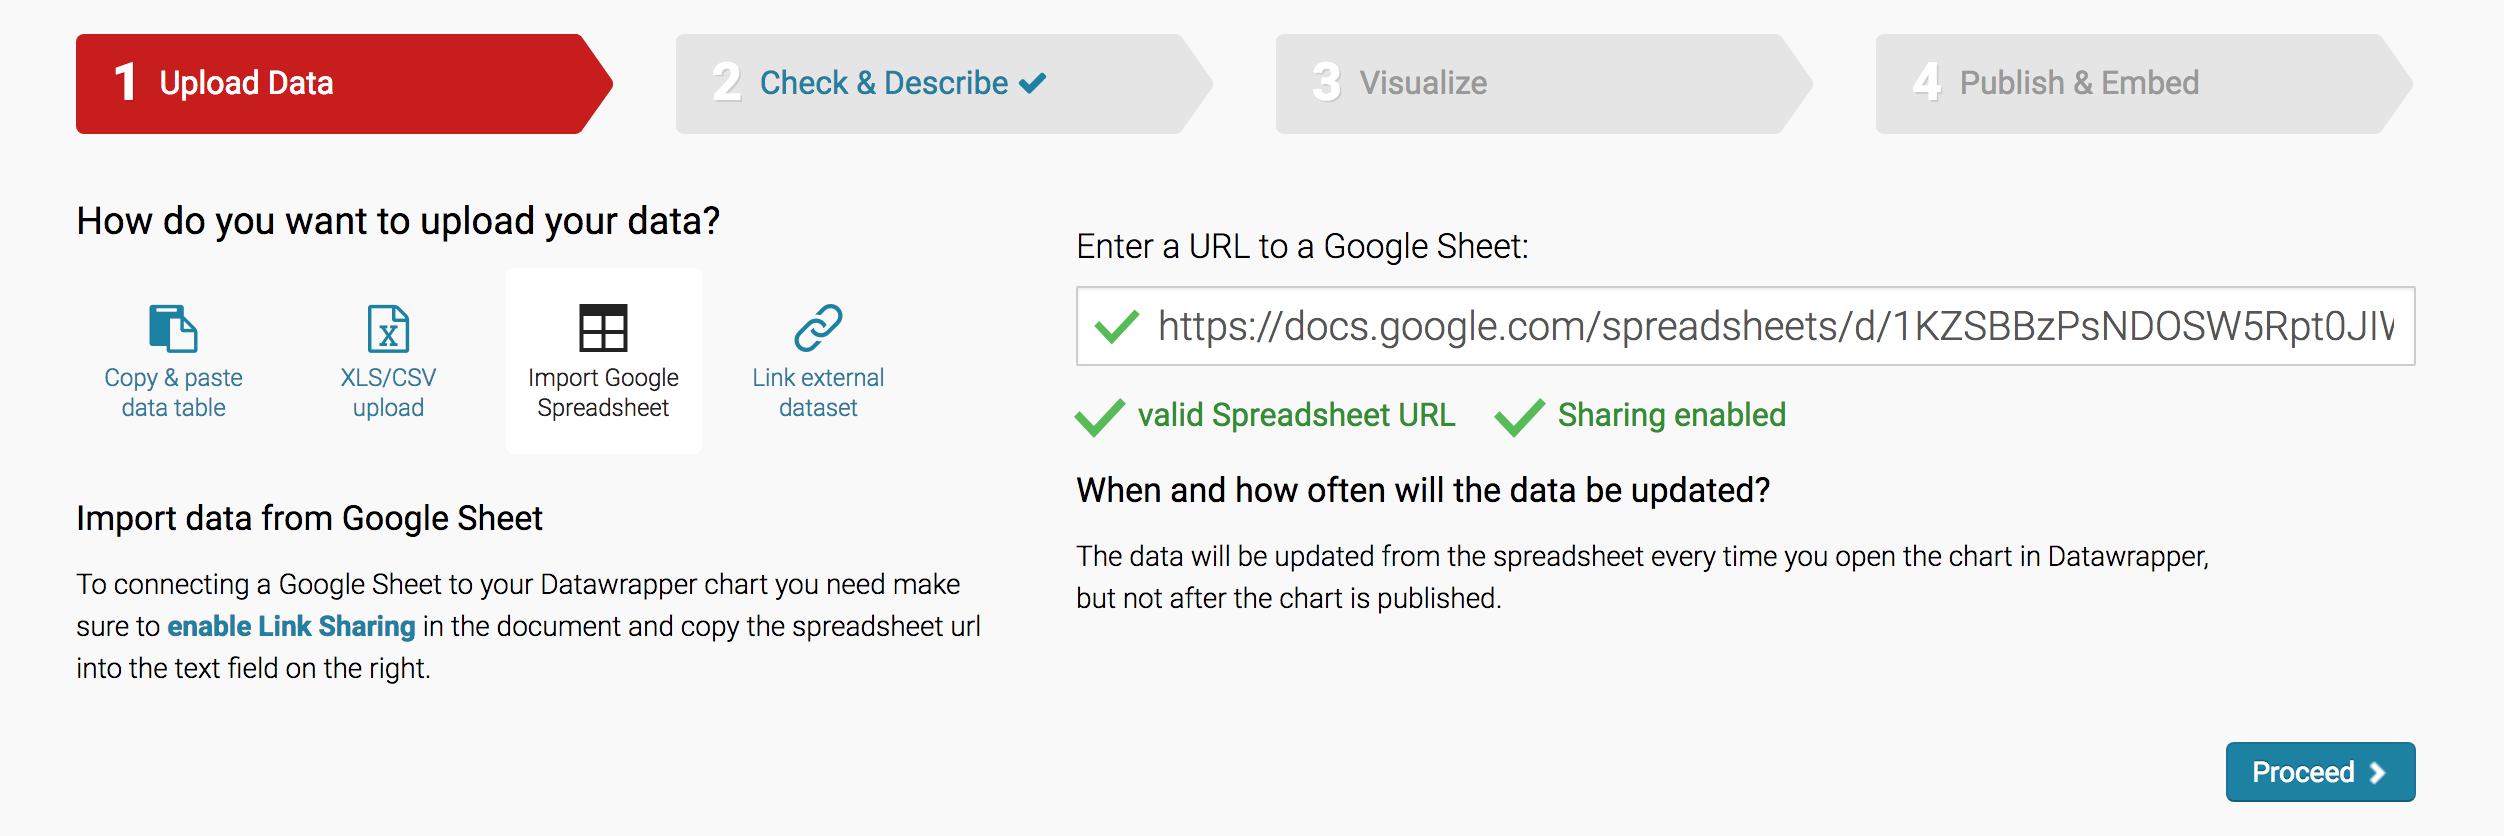 1 Upload Data
2 Check & Describe
3 Visualize
4 Publish & Embed
How do you want to upload your data?
Copy & paste
data table
XLS/CSV
upload
Import Google
Spreadsheet
Link external
dataset
Import data from Google Sheet
To connecting a Google Sheet to your Datawrapper chart you need make
sure to enable Link Sharing in the document and copy the spreadsheet url
into the text field on the right.
Enter a URL to a Google Sheet:
https://docs.google.com/spreadsheets/d/1KZSBBzPsNDOSW5Rpt0JI
valid Spreadsheet URL
Sharing enabled
When and how often will the data be updated?
The data will be updated from the spreadsheet every time you open the chart in Datawrapper,
but not after the chart is published.
Proceed